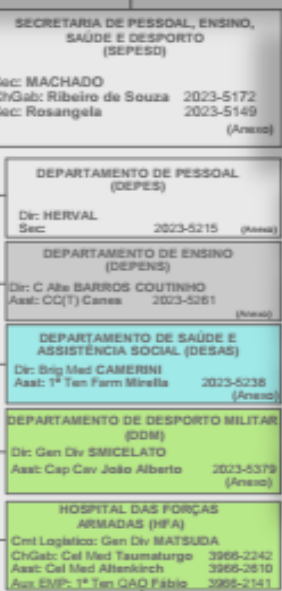 SECRETARIA DE PESSOAL, ENSINO,
SAÚDE E DESPORTO
(SEPESD)
Sec: MACHADO
ChGab: Ribeiro de Souza 2023-5172
Sec: Rosangela 2023-5149
(Anexo)
DEPARTAMENTO DE PESSOAL
(DEPES)
Dir: HERVAL
Sec: 2023-5215 (Anexo)
DEPARTAMENTO DE ENSINO
(DEPENS)
Dir: C Alte BARROS COUTINHO
Asst: CC(T) Canes 2023-5261
(Anexo)
DEPARTAMENTO DE SAÚDE E
ASSISTÊNCIA SOCIAL (DESAS)
Dir: Brig Med CAMERINI
Asst: 1º Ten Farm Mirella 2023-5238
(Anexo)
DEPARTAMENTO DE DESPORTO MILITAR
(DDM)
Dir: Gen Div SMICELATO
Asst: Cap Cav João Alberto 2023-5379
(Anexo)
HOSPITAL DAS FORÇAS
ARMADAS (HFA)
Cmt Logístico: Gen Div MATSUDA
ChGab: Cel Med Taumaturgo 3966-2242
Asst: Cel Med Altenkirch 3966-2610
Aux EMP: 1º Ten QAO Fábio 3966-2141